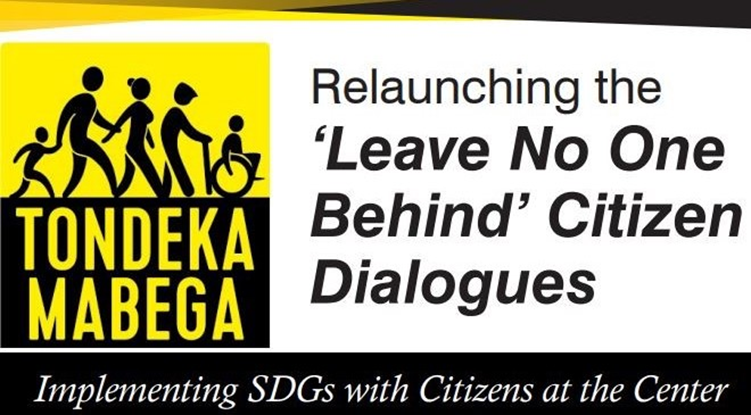 TONDEKA
MABEGA
Relaunching the
‘Leave No One
Behind’ Citizen
Dialogues
Implementing SDGs with Citizens at the Center